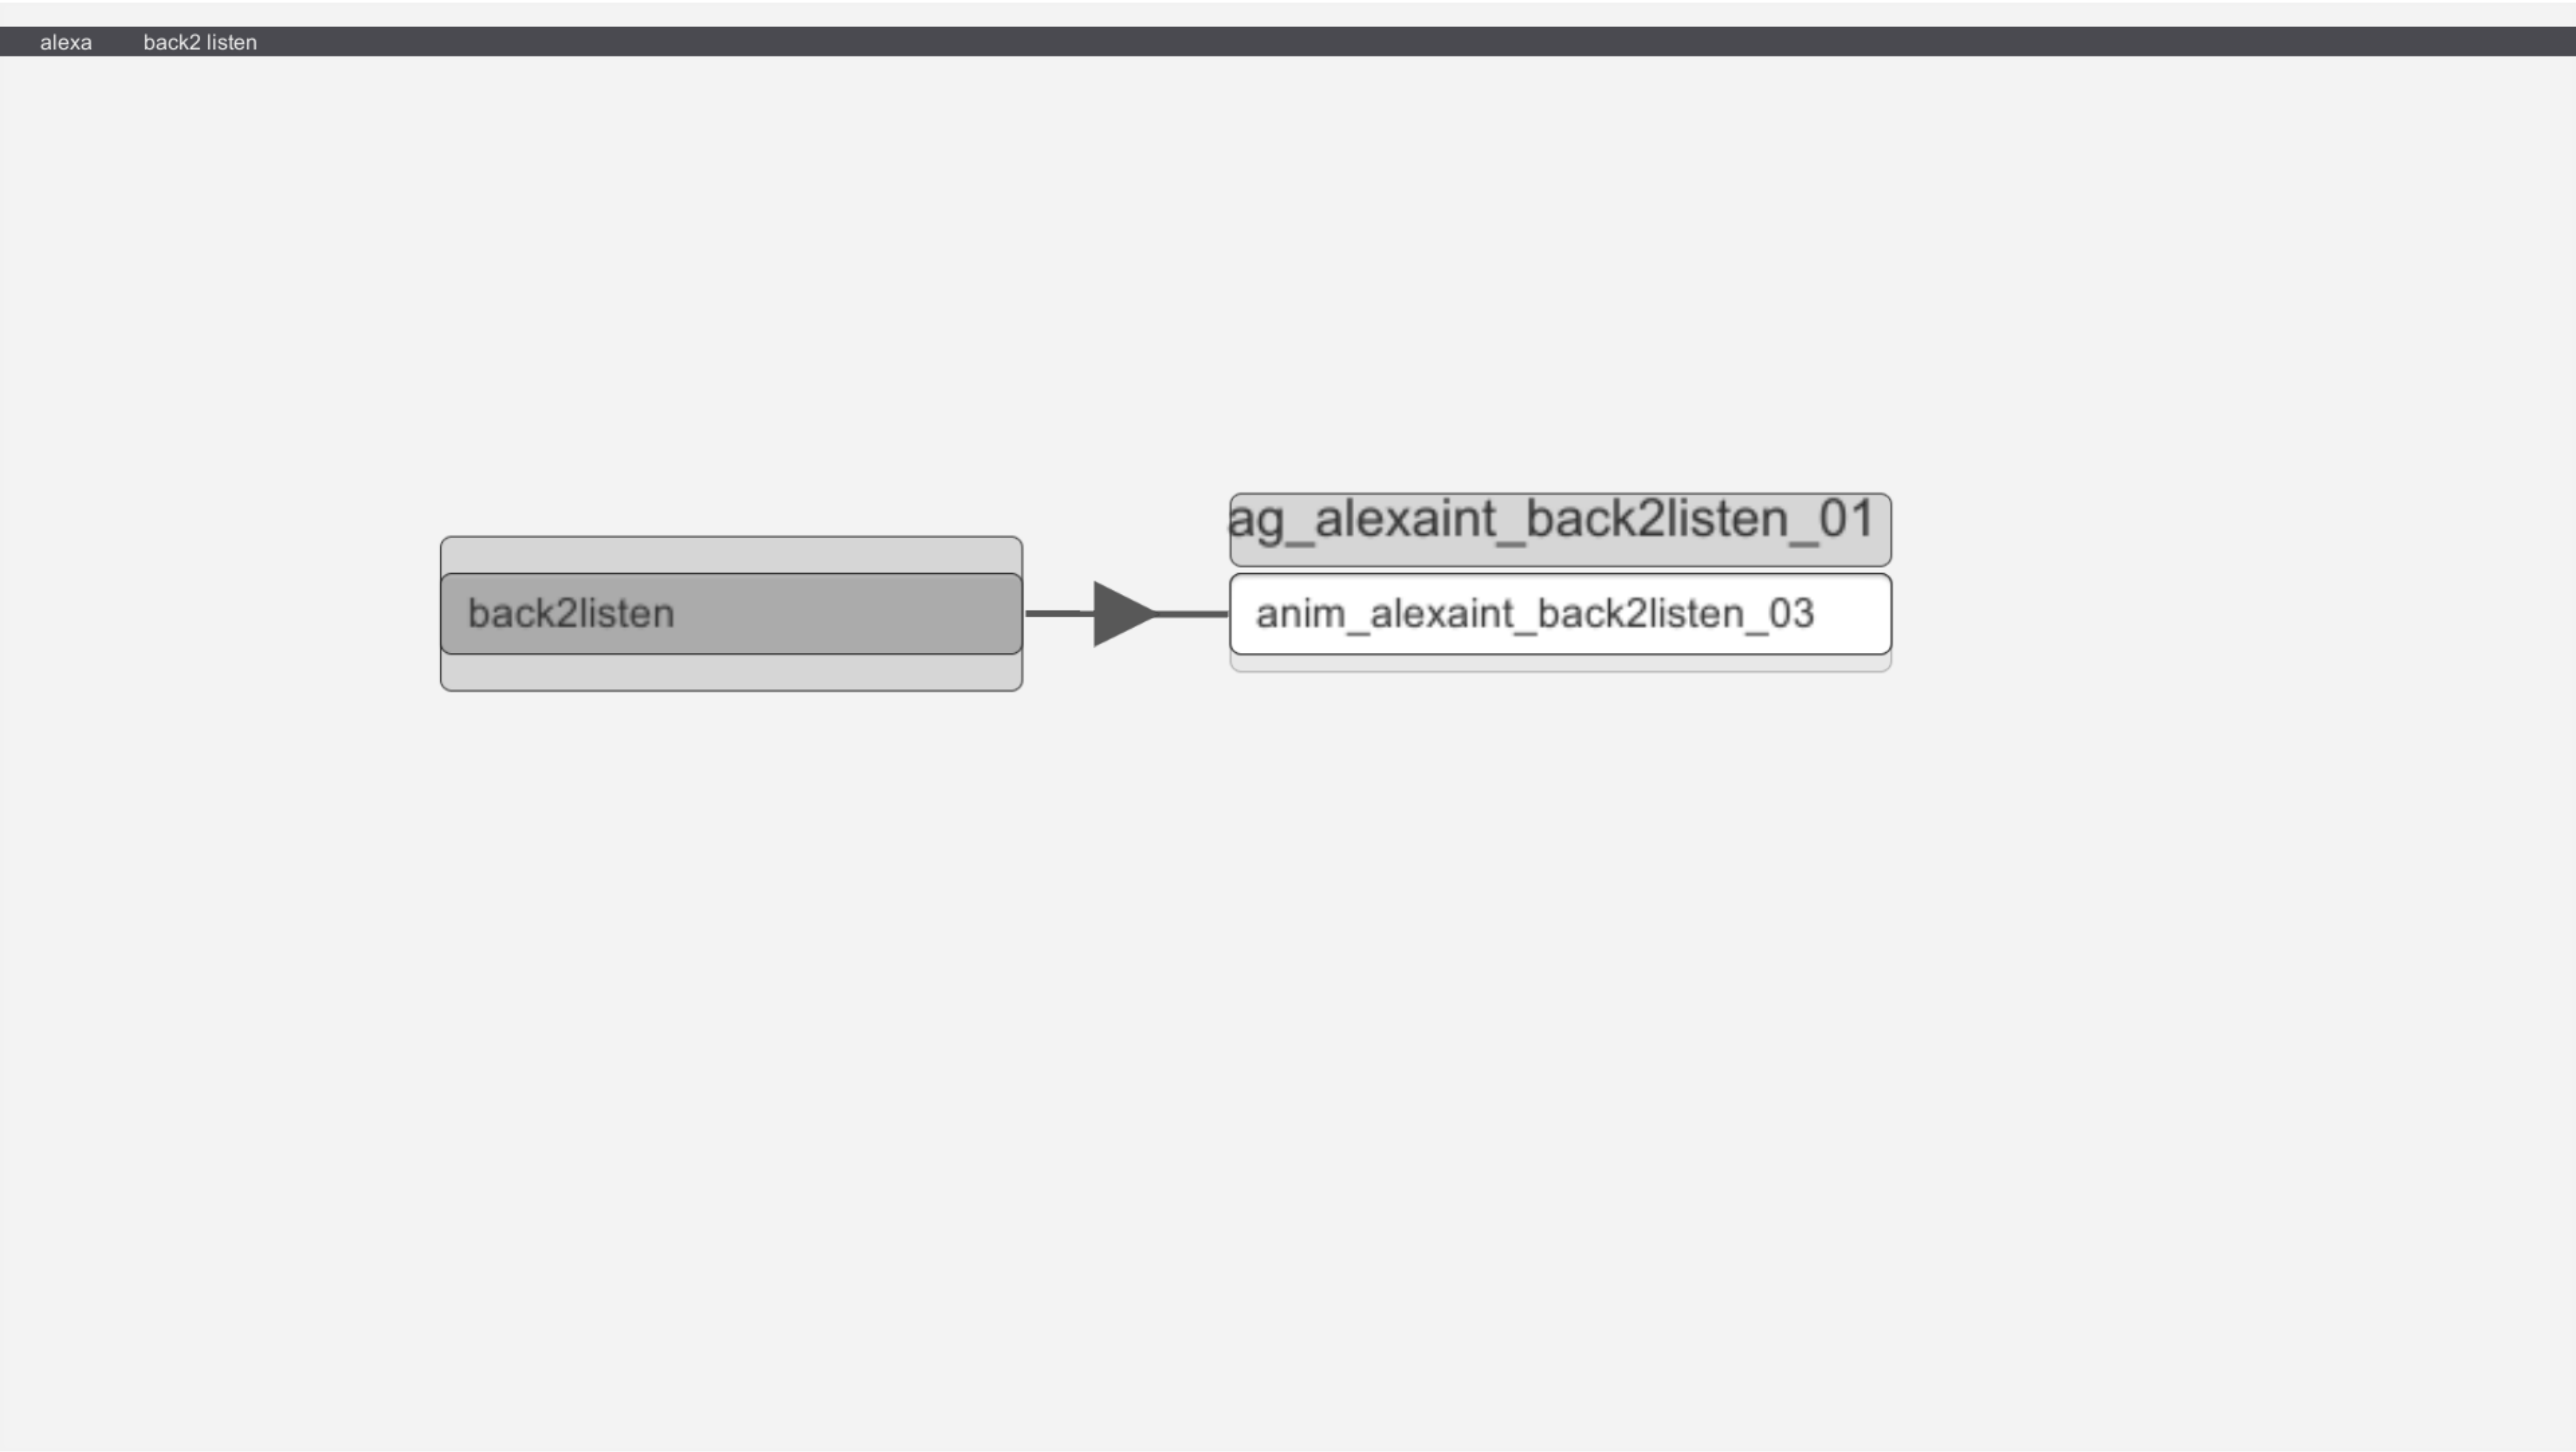 alexa back2 listen
ag_alexaint_back2listen_01
back2listen
anim_alexaint_back2listen_03